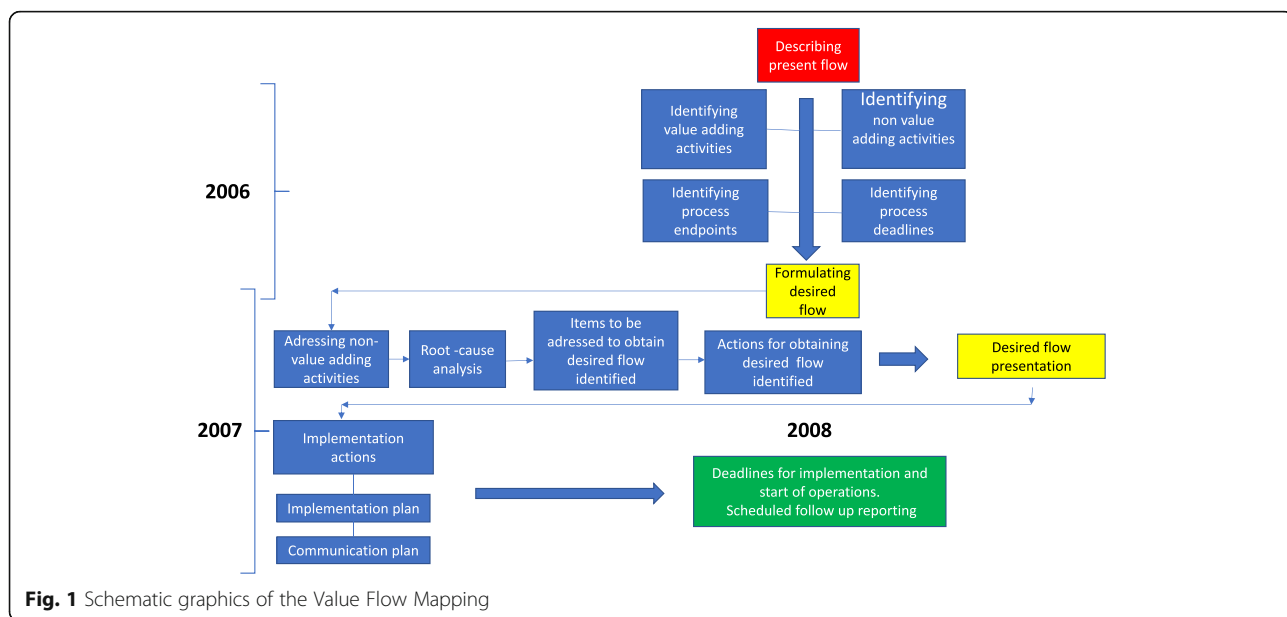 Describing
present flow
Identifying
value adding
activities
Identifying
non value
adding activities
2006
Identifying
process
endpoints
Identifying
process
deadlines
Formulating
desired
flow
Adressing non-
value adding
activities
Root -cause
analysis
Items to be
adressed to obtain
desired flow
identified
Actions for obtaining
desired flow
identified
Desired flow
presentation
2007
Implementation
actions
Implementation plan
Communication plan
2008
Deadlines for implementation and
start of operations.
Scheduled follow up reporting
Fig. 1 Schematic graphics of the Value Flow Mapping